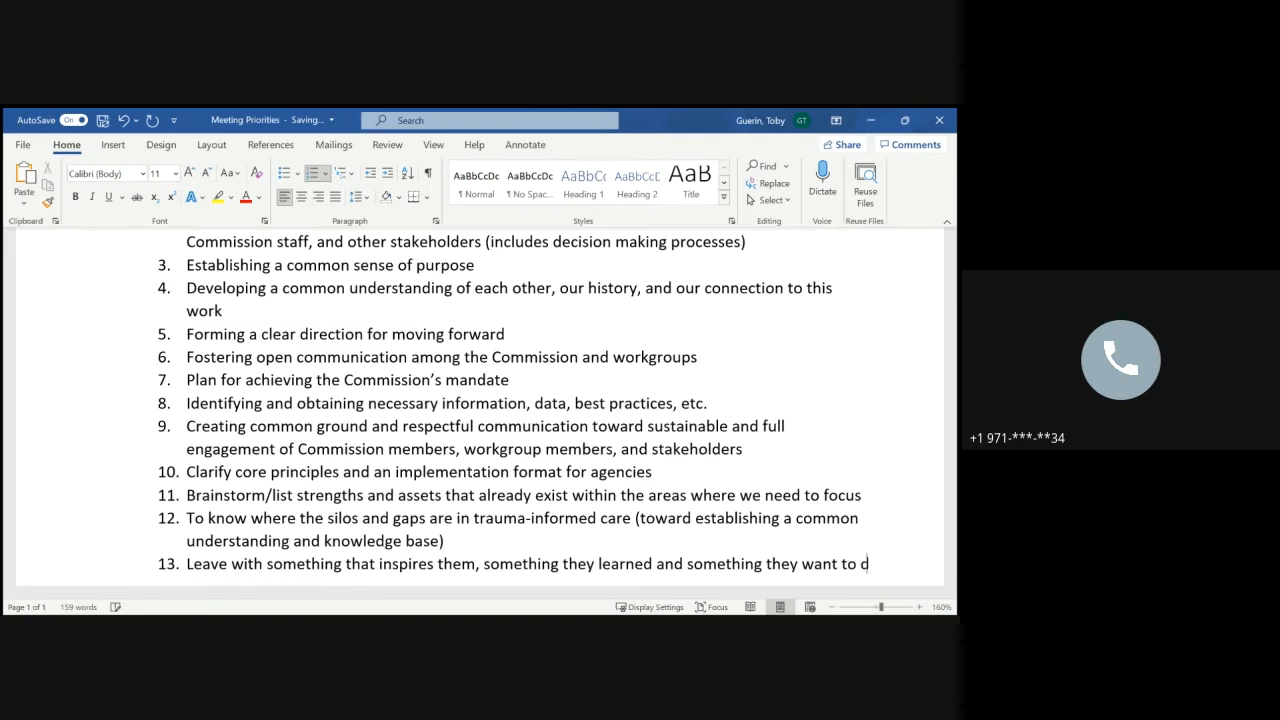 AutoSave On Meeting Priorities - Saving... Search Guerin, Toby GT
File Home Insert Design Layout References Mailings Review View Help Annotate Share Comments
Paste Calibri (Body) 11 Aa AaBbCcDc AaBbCcDc AaBbCc AaBbCcD AaB Find Replace Select Dictate Reuse Files
B I U ab x2 x2 A A ¶ Normal ¶ No Spac... Heading 1 Heading 2 Title
Clipboard Font Paragraph Styles Editing Voice Reuse Files
Commission staff, and other stakeholders (includes decision making processes)
3. Establishing a common sense of purpose
4. Developing a common understanding of each other, our history, and our connection to this
work
5. Forming a clear direction for moving forward
6. Fostering open communication among the Commission and workgroups
7. Plan for achieving the Commission’s mandate
8. Identifying and obtaining necessary information, data, best practices, etc.
9. Creating common ground and respectful communication toward sustainable and full
engagement of Commission members, workgroup members, and stakeholders
10. Clarify core principles and an implementation format for agencies
11. Brainstorm/list strengths and assets that already exist within the areas where we need to focus
12. To know where the silos and gaps are in trauma-informed care (toward establishing a common
understanding and knowledge base)
13. Leave with something that inspires them, something they learned and something they want to d
Page 1 of 1 159 words Display Settings Focus 160%
+1 971-***-**34